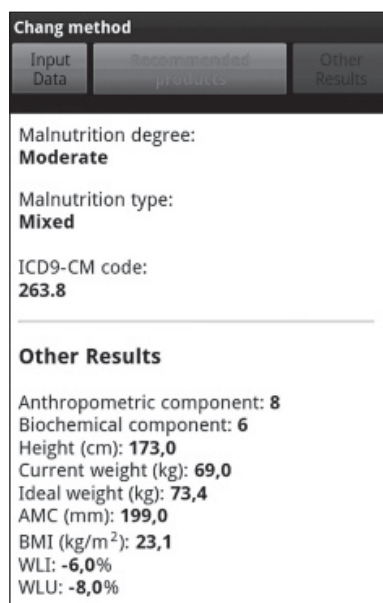 Chang method
Input Recommended Other
Data products Results
Malnutrition degree:
Moderate
Malnutrition type:
Mixed
ICD9-CM code:
263.8
Other Results
Anthropometric component: 8
Biochemical component: 6
Height (cm): 173,0
Current weight (kg): 69,0
Ideal weight (kg): 73,4
AMC (mm): 199,0
BMI (kg/m²): 23,1
WLI: -6,0%
WLU: -8,0%